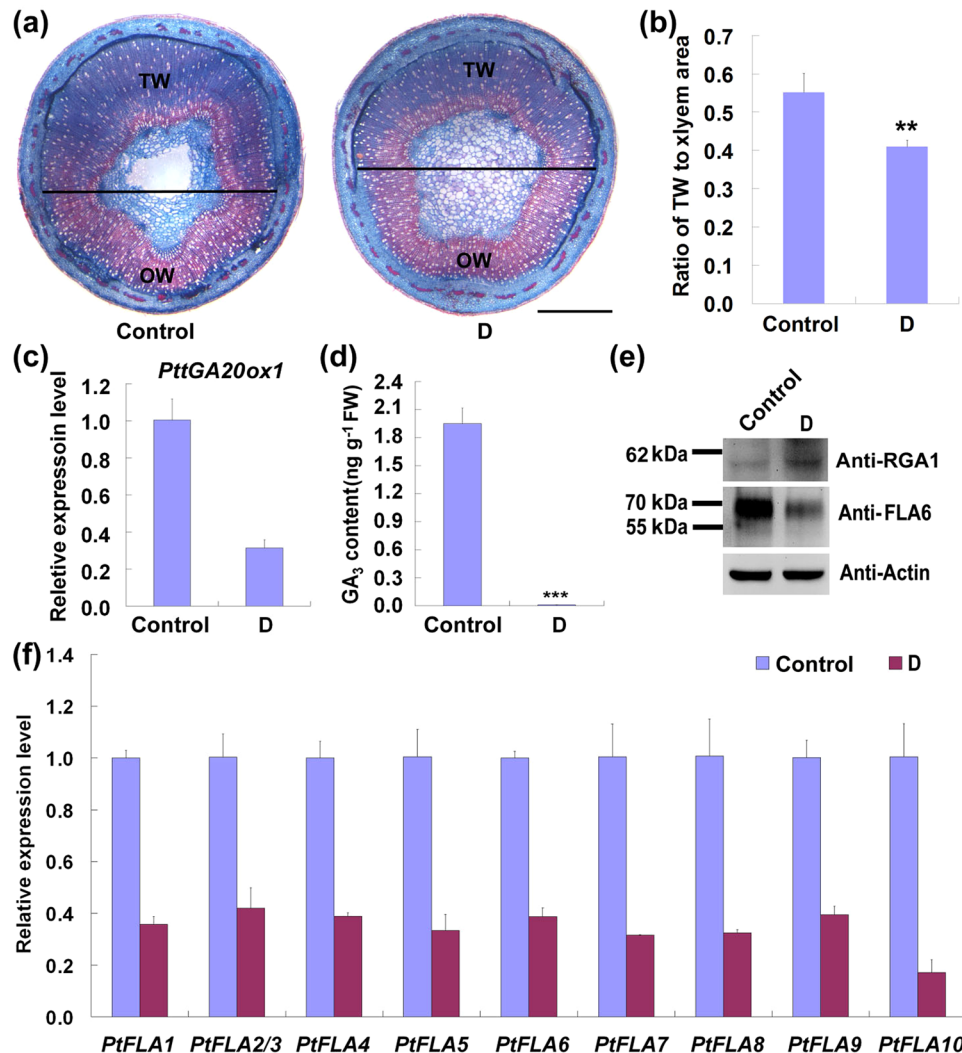 (a)
TW
OW
Control
TW
OW
D
(b)
Ratio of TW to xlyem area
0.7
0.6
0.5
0.4
0.3
0.2
0.1
0.0
**
Control
D
(c)
PttGA20ox1
Reletive expressoin level
1.2
1.0
0.8
0.6
0.4
0.2
0.0
Control
D
(d)
GA3 content(ng g-1 FW)
2.4
2.1
1.8
1.5
1.2
0.9
0.6
0.3
0.0
***
Control
D
(e)
Control
D
62 kDa
Anti-RGA1
70 kDa
55 kDa
Anti-FLA6
Anti-Actin
(f)
Relative expression level
1.4
1.2
1.0
0.8
0.6
0.4
0.2
0.0
Control
D
PtFLA1 PtFLA2/3 PtFLA4 PtFLA5 PtFLA6 PtFLA7 PtFLA8 PtFLA9 PtFLA10